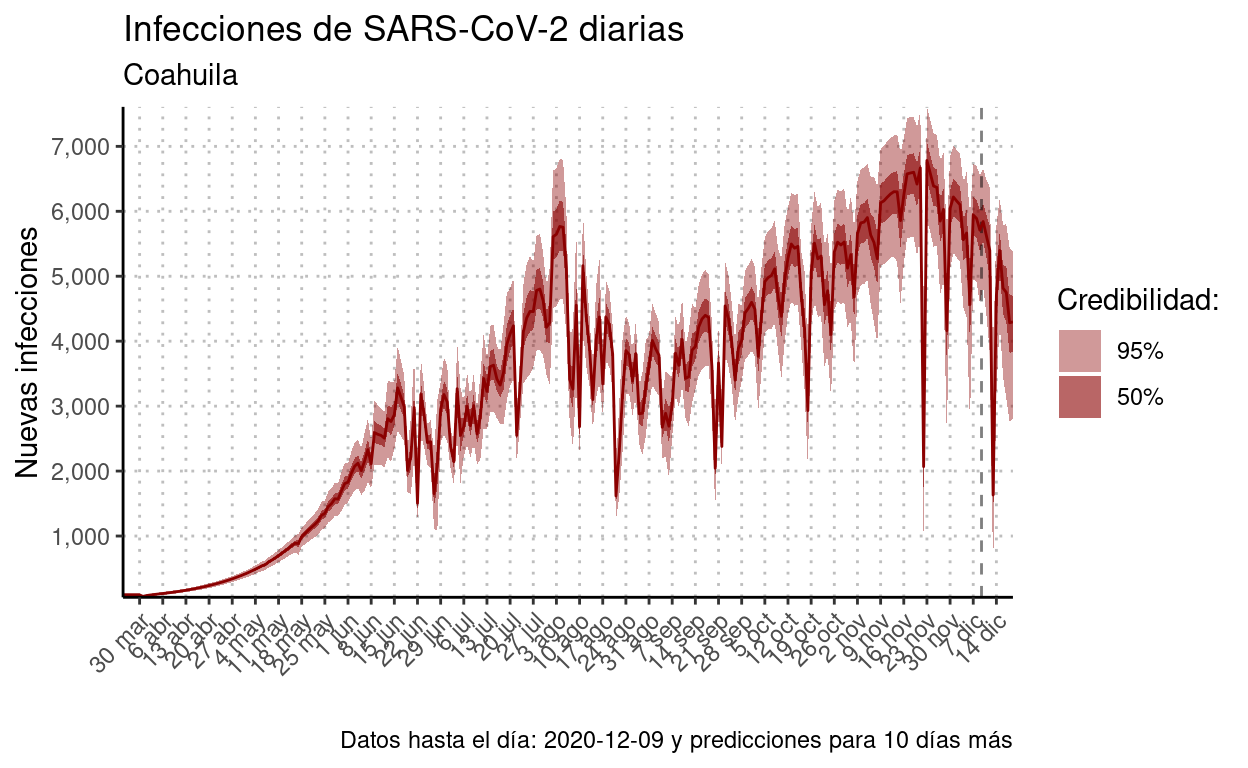 Infecciones de SARS-CoV-2 diarias
Coahuila
Nuevas infecciones
7,000
6,000
5,000
4,000
3,000
2,000
1,000
30 mar
6 abr
13 abr
20 abr
27 abr
4 may
11 may
18 may
25 may
1 jun
8 jun
15 jun
22 jun
29 jun
6 jul
13 jul
20 jul
27 jul
3 ago
10 ago
17 ago
24 ago
31 ago
7 sep
14 sep
21 sep
28 sep
5 oct
12 oct
19 oct
26 oct
2 nov
9 nov
16 nov
23 nov
30 nov
7 dic
14 dic
Credibilidad:
95%
50%
Datos hasta el día: 2020-12-09 y predicciones para 10 días más